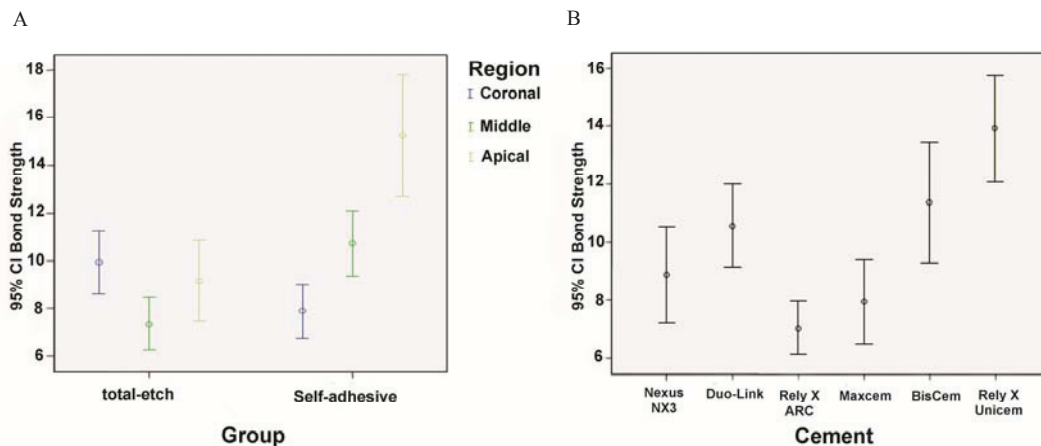 A
18
16
14
12
10
8
6
95% CI Bond Strength
total-etch
Self-adhesive
Group
Region
Coronal
Middle
Apical
B
16
14
12
10
8
6
95% CI Bond Strength
Nexus
NX3
Duo-Link
Rely X
ARC
Maxcem
BisCem
Rely X
Unicem
Cement